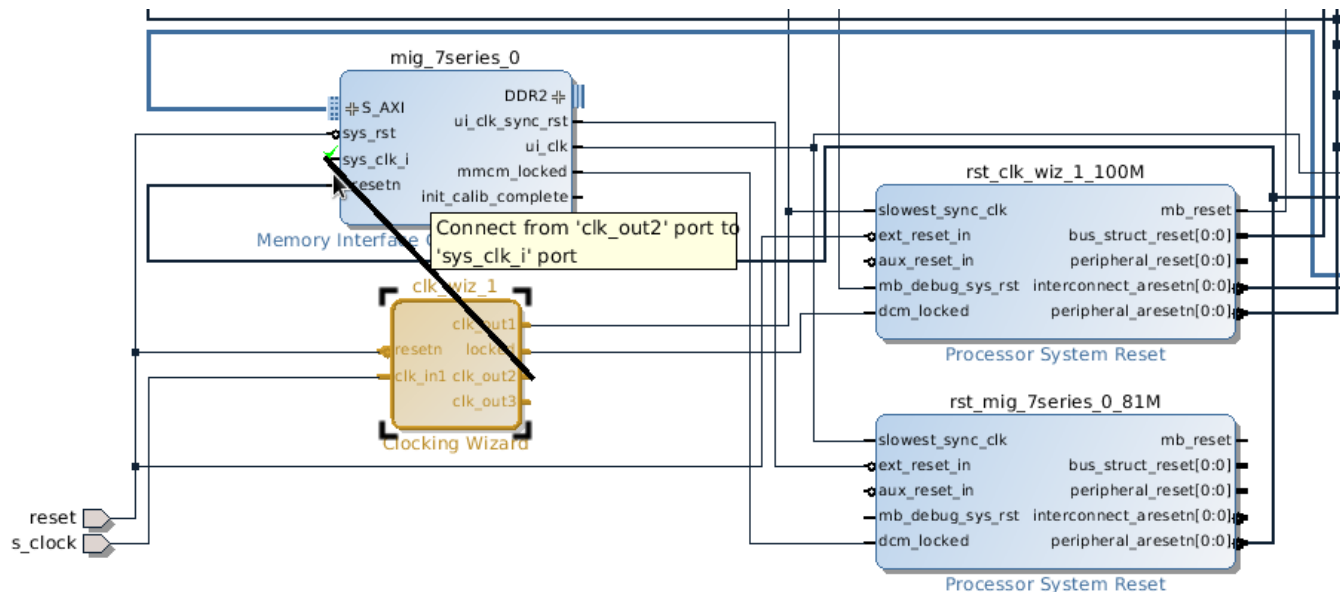 mig_7series_0
S_AXI
DDR2
sys_rst
ui_clk_sync_rst
sys_clk_i
ui_clk
resetn
mmcm_locked
init_calib_complete
Memory Interface
Connect from 'clk_out2' port to
'sys_clk_i' port
clk_wiz_1
clk_out1
resetn
locked
clk_in1
clk_out2
clk_out3
Clocking Wizard
rst_clk_wiz_1_100M
slowest_sync_clk
mb_reset
ext_reset_in
bus_struct_reset[0:0]
aux_reset_in
peripheral_reset[0:0]
mb_debug_sys_rst
interconnect_aresetn[0:0]
dcm_locked
peripheral_aresetn[0:0]
Processor System Reset
rst_mig_7series_0_81M
slowest_sync_clk
mb_reset
ext_reset_in
bus_struct_reset[0:0]
aux_reset_in
peripheral_reset[0:0]
mb_debug_sys_rst
interconnect_aresetn[0:0]
dcm_locked
peripheral_aresetn[0:0]
Processor System Reset
reset
s_clock